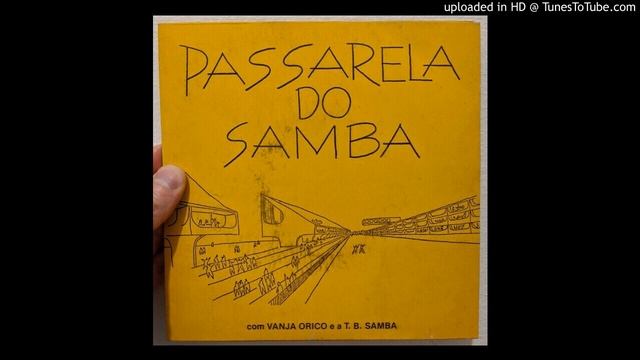 uploaded in HD @ TunesToTube.com
PASSARELA
DO
SAMBA
com VANJA ORICO e a T. B. SAMBA